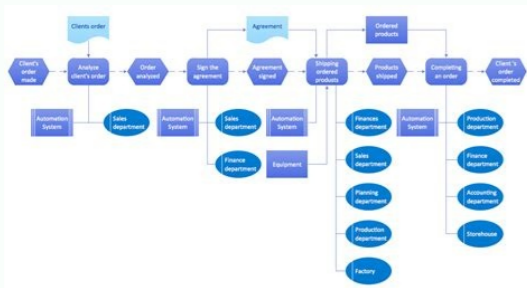 Clients order
Agreement
Ordered
products
Client's
order
made
Analyze
client's order
Order
analyzed
Sign the
agreement
Agreement
signed
Shipping
ordered
products
Products
shipped
Completing
an order
Client`s
order
completed
Automation
System
Sales
department
Automation
System
Sales
department
Automation
System
Finances
department
Automation
System
Production
department
Finance
department
Equipment
Sales
department
Finance
department
Planning
department
Accounting
department
Production
department
Storehouse
Factory